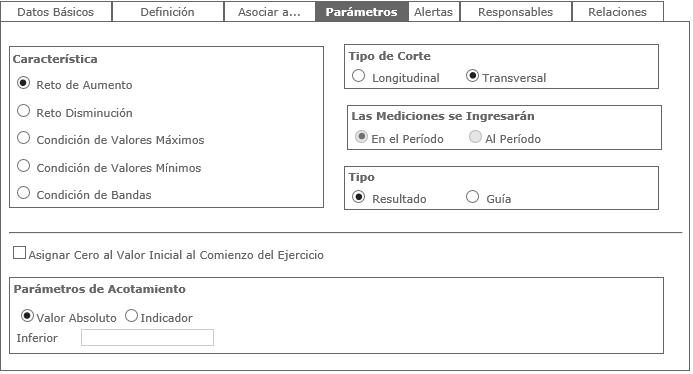 Datos Básicos Definición Asociar a... Parámetros Alertas Responsables Relaciones
Característica
Reto de Aumento
Reto Disminución
Condición de Valores Máximos
Condición de Valores Mínimos
Condición de Bandas
Tipo de Corte
Longitudinal Transversal
Las Mediciones se Ingresarán
En el Período Al Período
Tipo
Resultado Guía
Asignar Cero al Valor Inicial al Comienzo del Ejercicio
Parámetros de Acotamiento
Valor Absoluto Indicador
Inferior